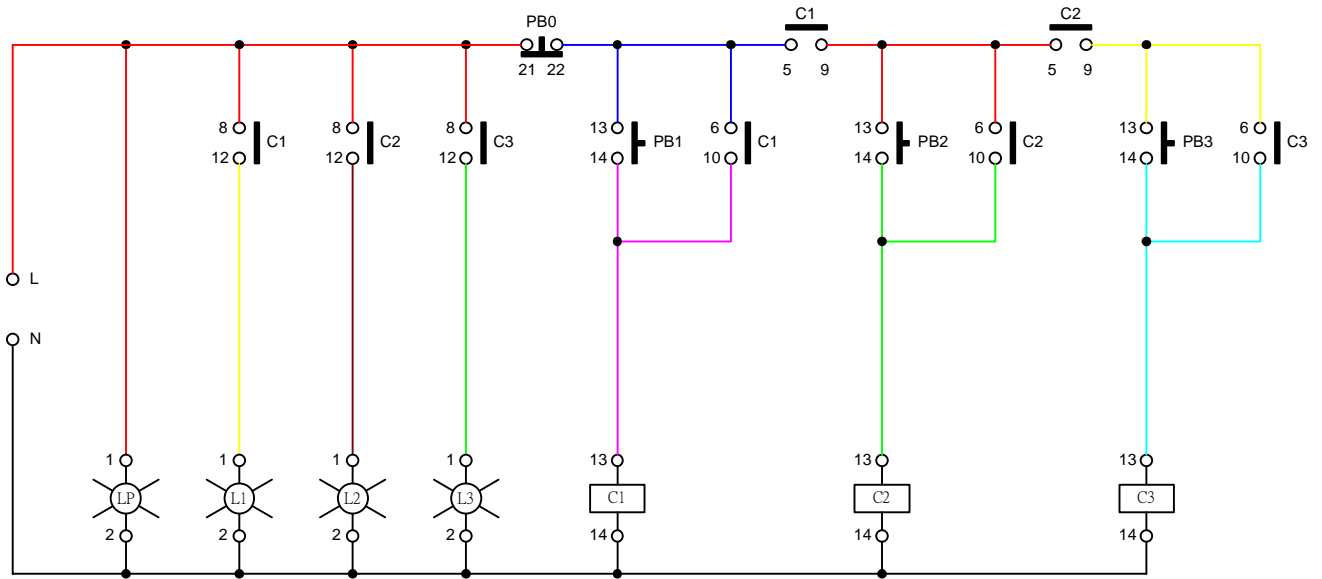 C1 C2
PB0
21 22 5 9 5 9
8 8 8 13 6 13 6 13 6
C1 C2 C3 PB1 C1 PB2 C2 PB3 C3
12 12 12 14 10 14 10 14 10
L
N
1 1 1 1 13 13 13
LP L1 L2 L3 C1 C2 C3
2 2 2 2 14 14 14